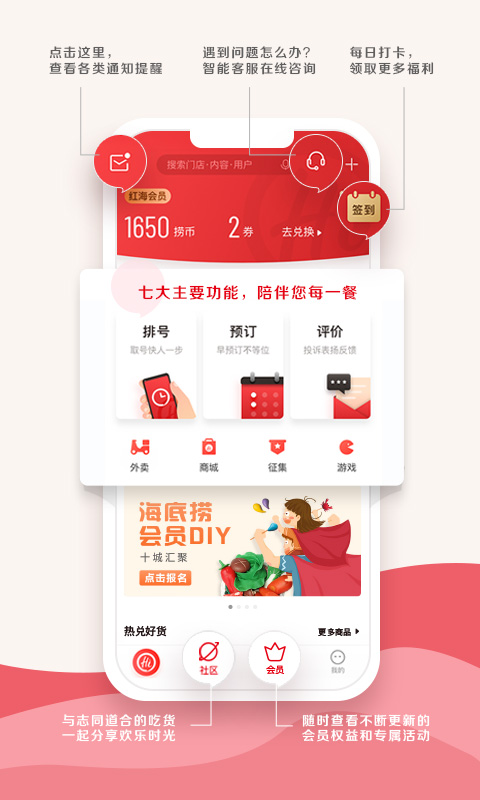 点击这里，
查看各类通知提醒
遇到问题怎么办？
智能客服在线咨询
每日打卡，
领取更多福利
搜索门店·内容·用户
红海会员
签到
1650 捞币
2 券
去兑换
七大主要功能，陪伴您每一餐
排号
取号快人一步
预订
早预订不等位
评价
投诉表扬反馈
外卖
商城
征集
游戏
海底捞
会员DIY
十城汇聚
点击报名
热兑好货
更多商品
Hi
社区
会员
我的
与志同道合的吃货
一起分享欢乐时光
随时查看不断更新的
会员权益和专属活动